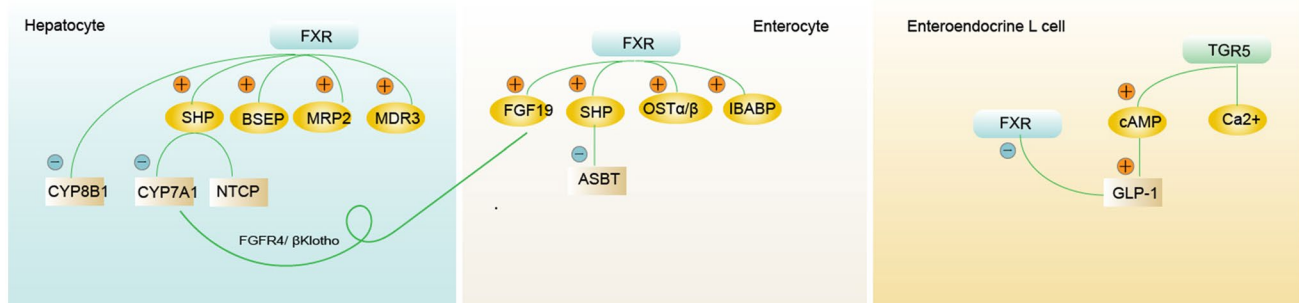 Hepatocyte
FXR
+ + + +
SHP BSEP MRP2 MDR3
− −
CYP8B1 CYP7A1 NTCP
FGFR4/ βKlotho
Enterocyte
FXR
+ + + +
FGF19 SHP OSTα/β IBABP
−
ASBT
Enteroendocrine L cell
TGR5
+
FXR cAMP Ca2+
− +
GLP-1